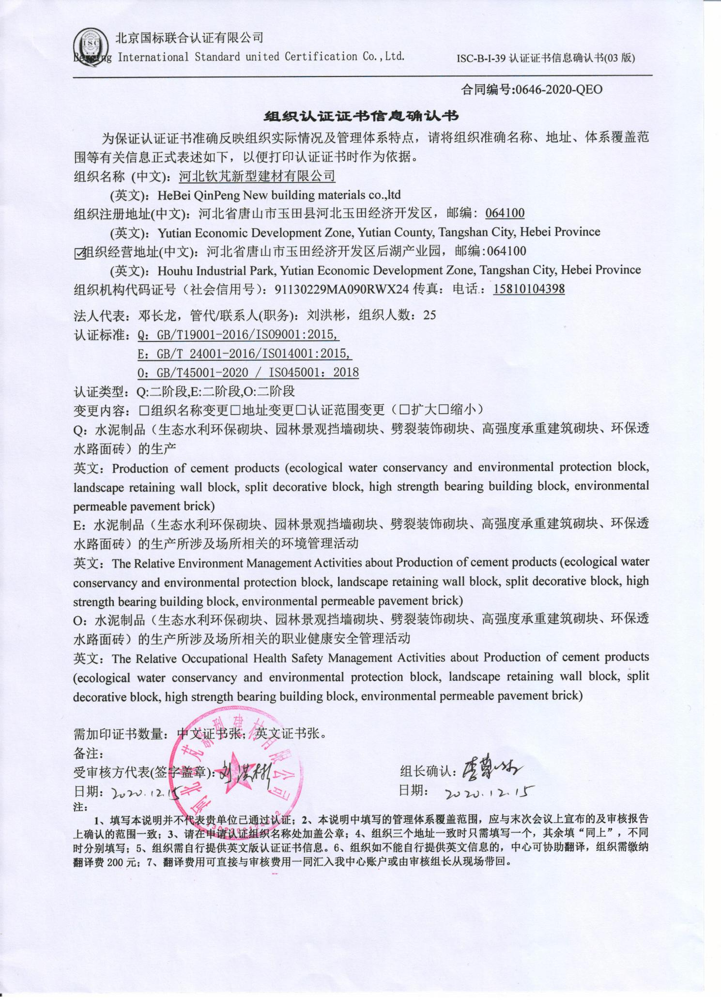 ISC
北京国标联合认证有限公司
Beijing International Standard united Certification Co.,Ltd.
ISC-B-I-39 认证证书信息确认书(03 版)
合同编号:0646-2020-QEO
组织认证证书信息确认书
为保证认证证书准确反映组织实际情况及管理体系特点，请将组织准确名称、地址、体系覆盖范
围等有关信息正式表述如下，以便打印认证证书时作为依据。
组织名称 (中文)：河北钦芃新型建材有限公司
(英文)：HeBei QinPeng New building materials co.,ltd
组织注册地址(中文)：河北省唐山市玉田县河北玉田经济开发区，邮编: 064100
(英文)：Yutian Economic Development Zone, Yutian County, Tangshan City, Hebei Province
☑组织经营地址(中文)：河北省唐山市玉田经济开发区后湖产业园，邮编:064100
(英文)：Houhu Industrial Park, Yutian Economic Development Zone, Tangshan City, Hebei Province
组织机构代码证号（社会信用号)：91130229MA090RWX24 传真： 电话.：15810104398
法人代表：邓长龙，管代/联系人(职务)：刘洪彬，组织人数：25
认证标准：Q：GB/T19001-2016/ISO9001:2015,
E：GB/T 24001-2016/ISO14001:2015,
O：GB/T45001-2020 / ISO45001：2018
认证类型：Q:二阶段,E:二阶段,O:二阶段
变更内容：□组织名称变更□地址变更□认证范围变更（□扩大□缩小）
Q：水泥制品（生态水利环保砌块、园林景观挡墙砌块、劈裂装饰砌块、高强度承重建筑砌块、环保透
水路面砖）的生产
英文：Production of cement products (ecological water conservancy and environmental protection block,
landscape retaining wall block, split decorative block, high strength bearing building block, environmental
permeable pavement brick)
E：水泥制品（生态水利环保砌块、园林景观挡墙砌块、劈裂装饰砌块、高强度承重建筑砌块、环保透
水路面砖）的生产所涉及场所相关的环境管理活动
英文：The Relative Environment Management Activities about Production of cement products (ecological water
conservancy and environmental protection block, landscape retaining wall block, split decorative block, high
strength bearing building block, environmental permeable pavement brick)
O：水泥制品（生态水利环保砌块、园林景观挡墙砌块、劈裂装饰砌块、高强度承重建筑砌块、环保透
水路面砖）的生产所涉及场所相关的职业健康安全管理活动
英文：The Relative Occupational Health Safety Management Activities about Production of cement products
(ecological water conservancy and environmental protection block, landscape retaining wall block, split
decorative block, high strength bearing building block, environmental permeable pavement brick)
需加印证书数量： 中文证书张； 英文证书张。
备注：
受审核方代表(签字盖章)：刘洪彬
组长确认：
日期：2020.12.15
日期： 2020.12.15
河北钦芃新型建材有限公司
注：
1、填写本说明并不代表贵单位已通过认证；2、本说明中填写的管理体系覆盖范围，应与末次会议上宣布的及审核报告
上确认的范围一致；3、请在申请认证组织名称处加盖公章；4、组织三个地址一致时只需填写一个，其余填“同上”，不同
时分别填写；5、组织需自行提供英文版认证证书信息。6、组织如不能自行提供英文信息的，中心可协助翻译，组织需缴纳
翻译费 200 元；7、翻译费用可直接与审核费用一同汇入我中心账户或由审核组长从现场带回。